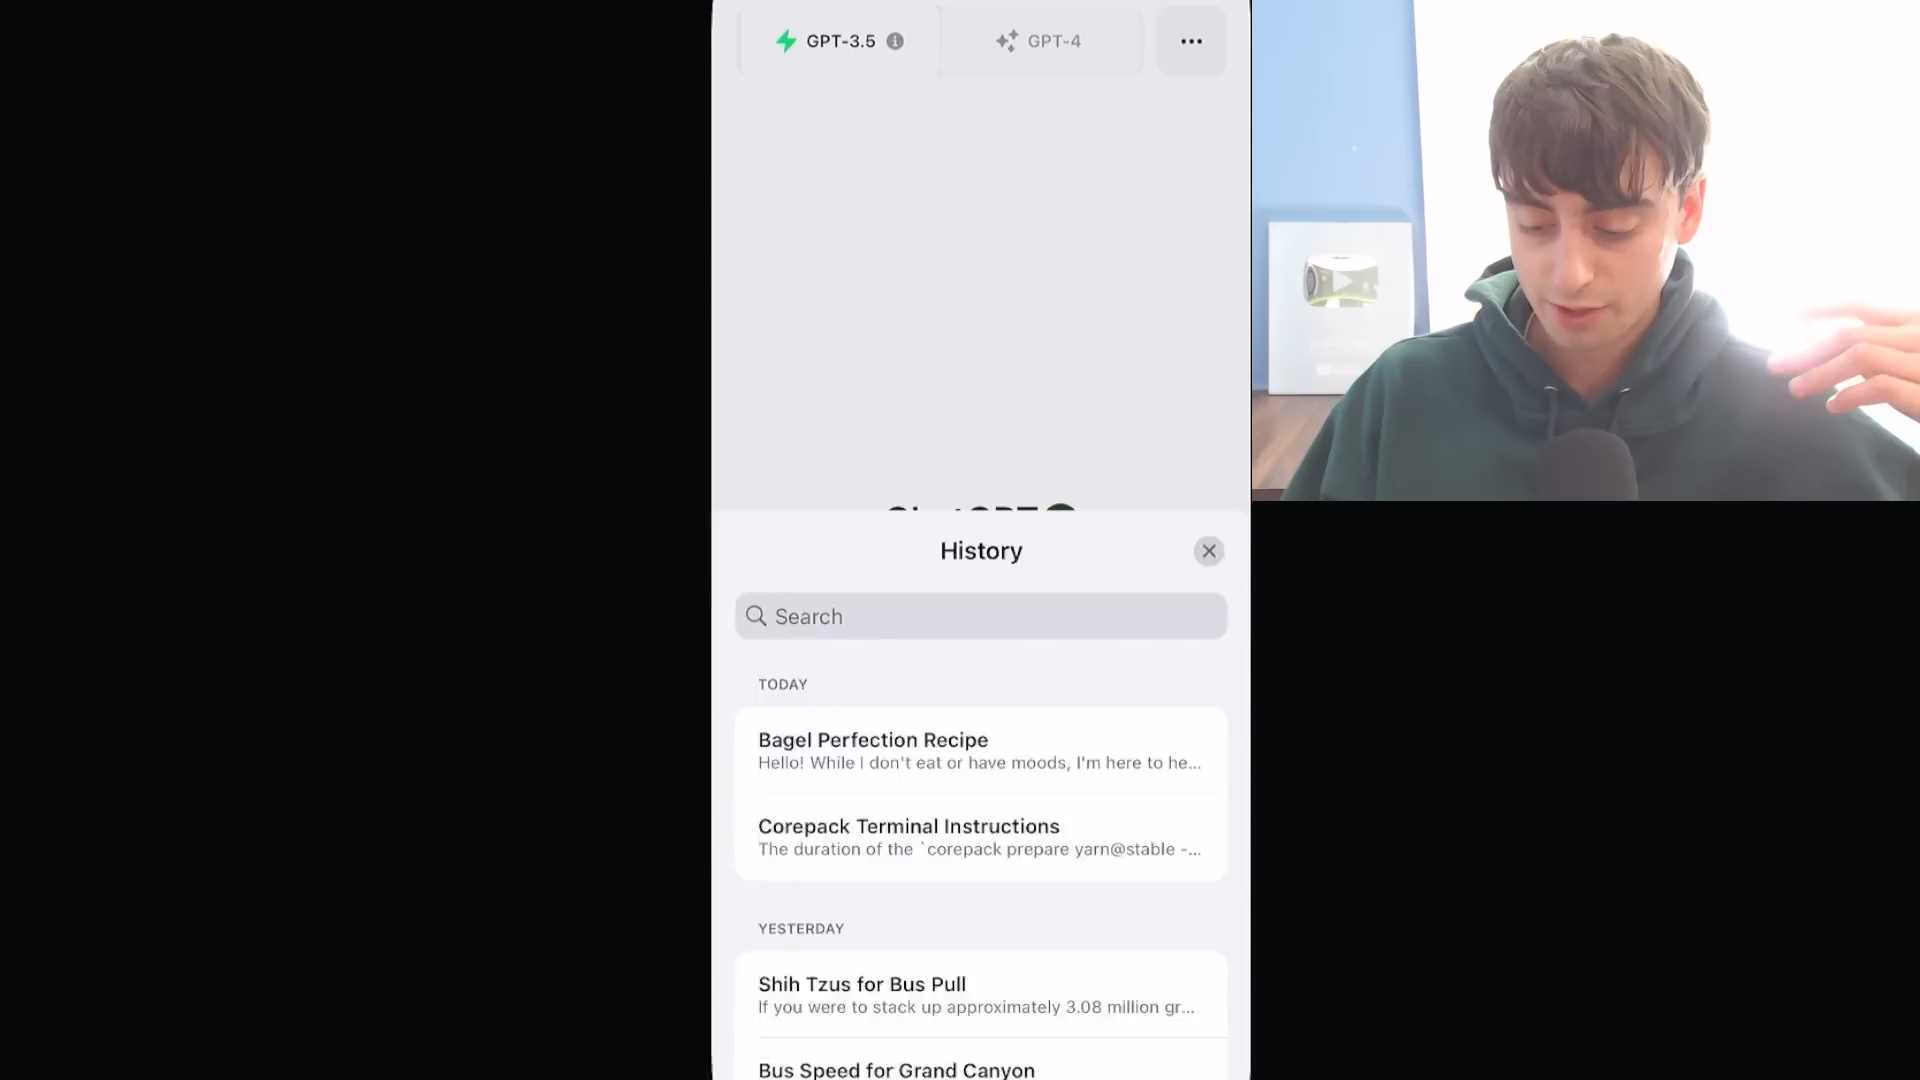 GPT-3.5
GPT-4
History
Search
TODAY
Bagel Perfection Recipe
Hello! While I don't eat or have moods, I'm here to he...
Corepack Terminal Instructions
The duration of the `corepack prepare yarn@stable -...
YESTERDAY
Shih Tzus for Bus Pull
If you were to stack up approximately 3.08 million gr...
Bus Speed for Grand Canyon